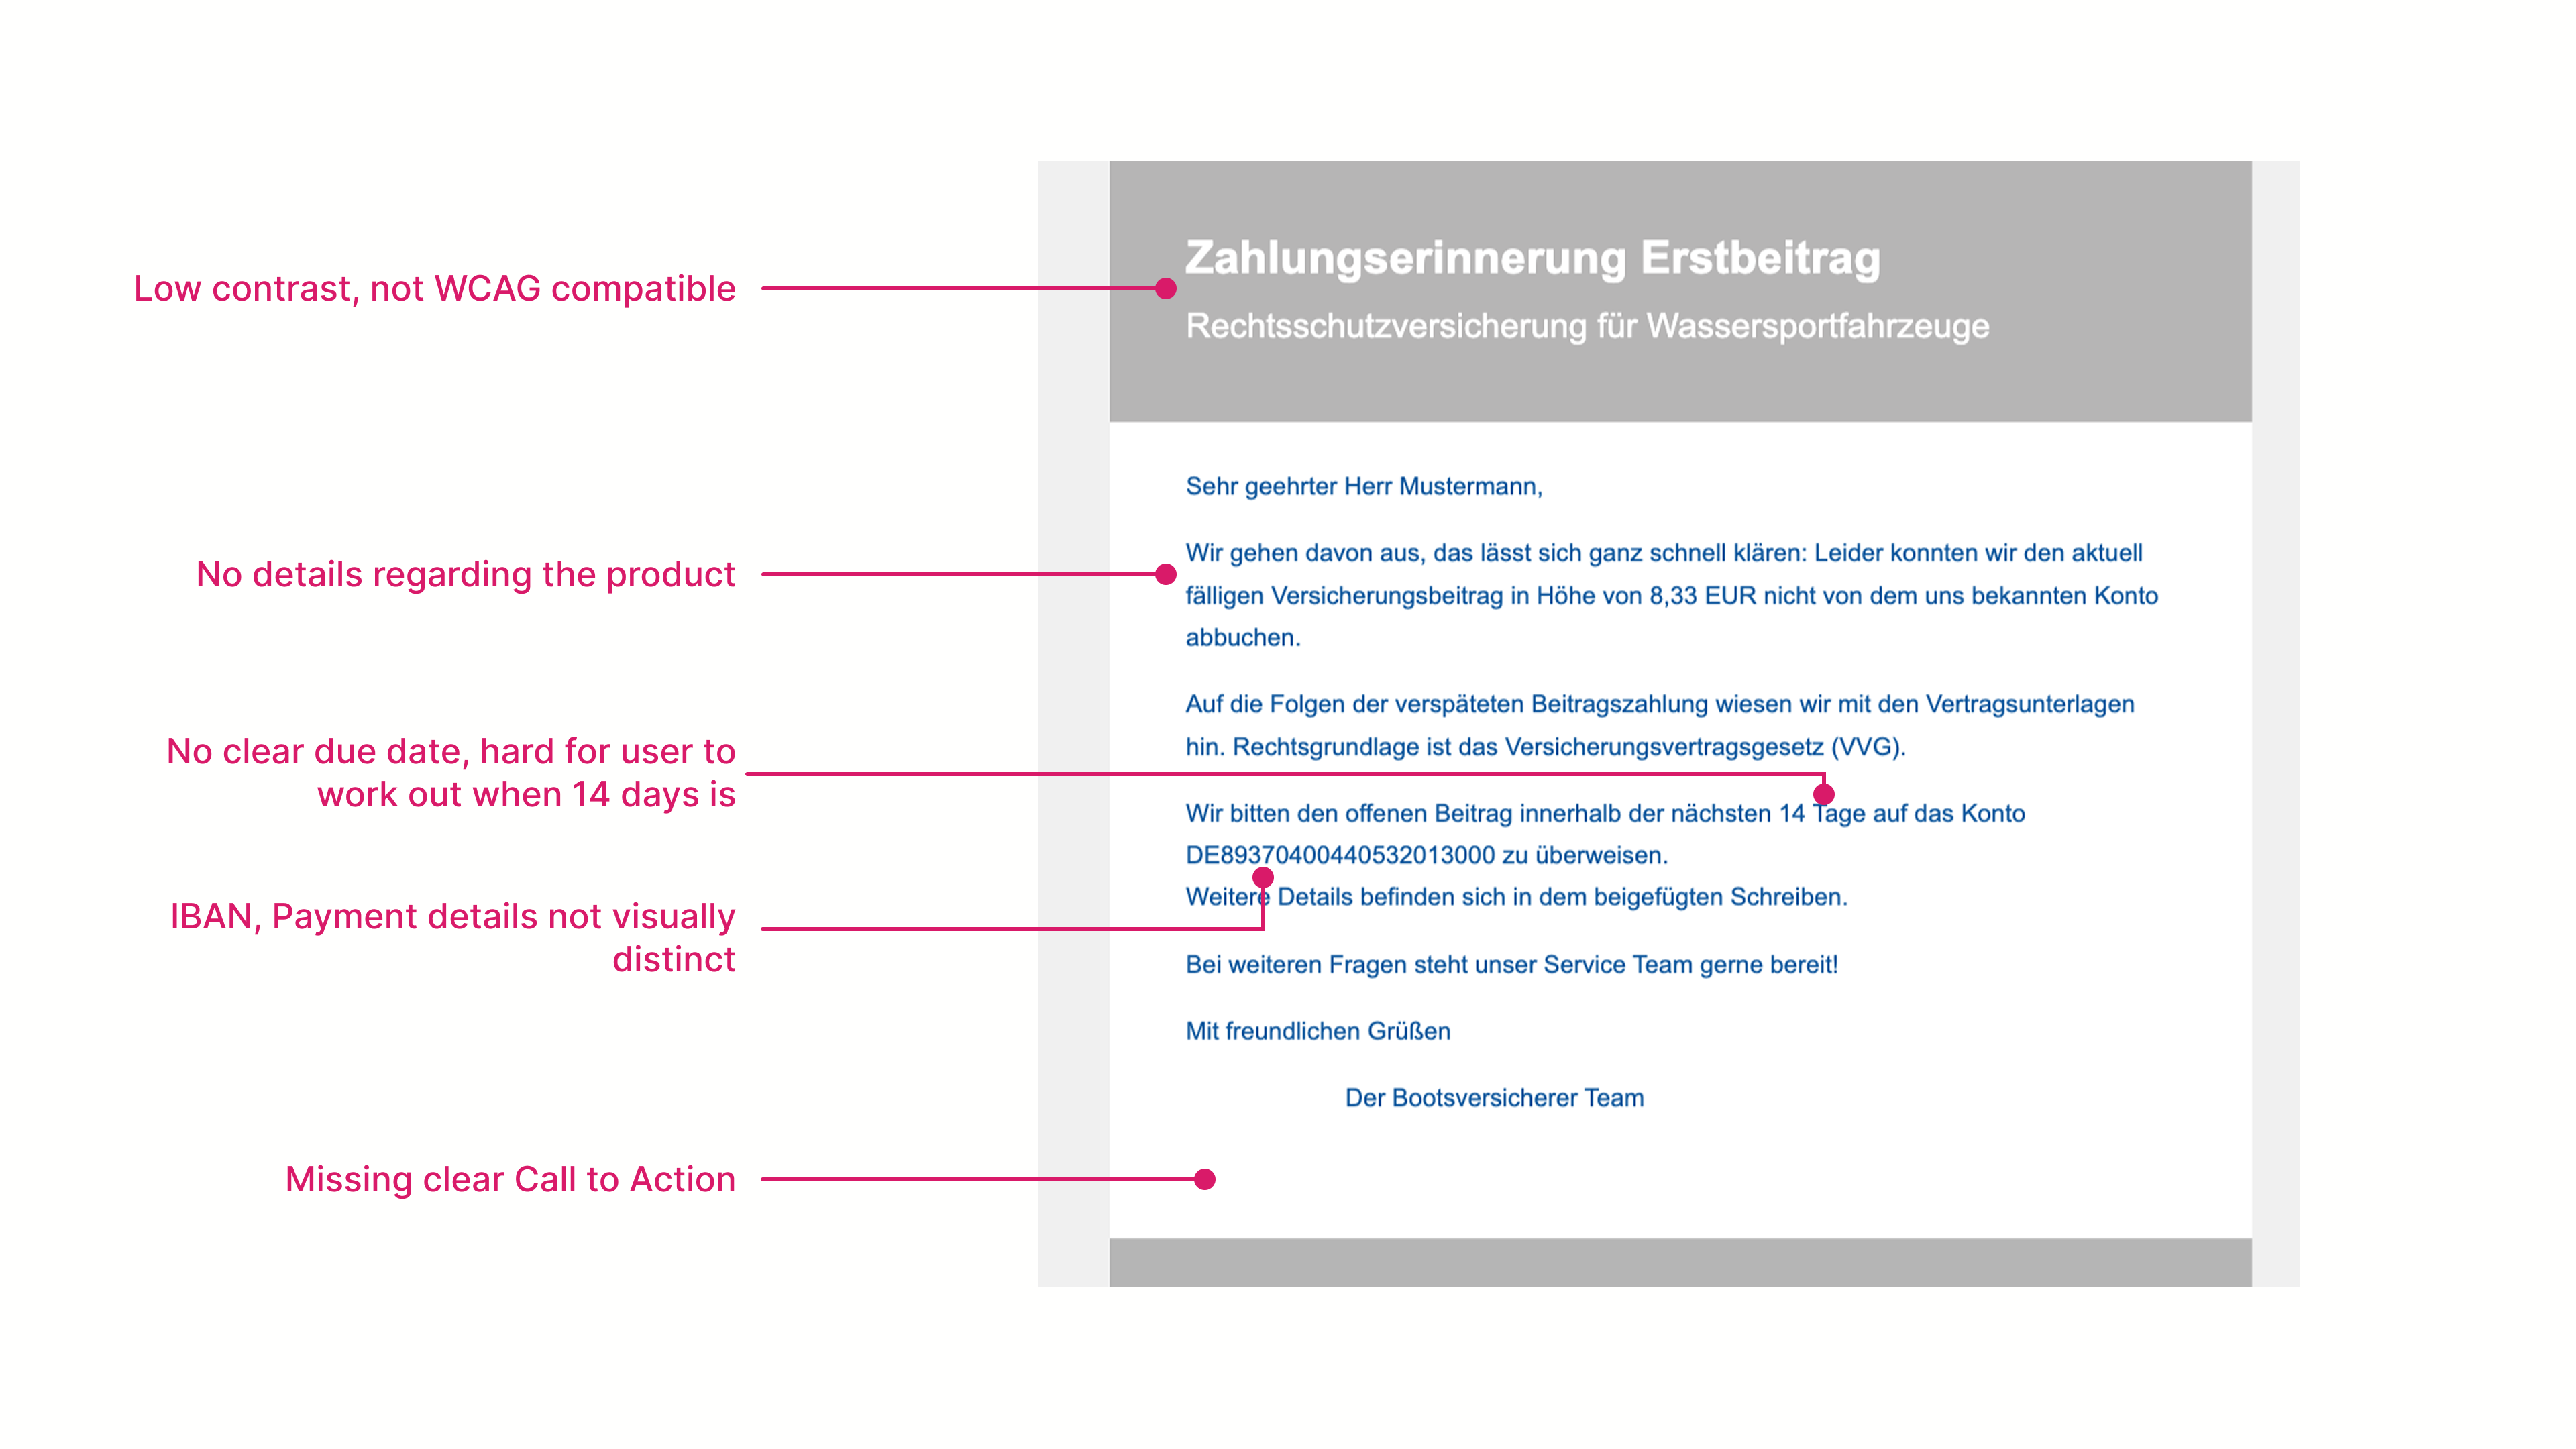 Low contrast, not WCAG compatible
No details regarding the product
No clear due date, hard for user to
work out when 14 days is
IBAN, Payment details not visually
distinct
Missing clear Call to Action
Zahlungserinnerung Erstbeitrag
Rechtsschutzversicherung für Wassersportfahrzeuge
Sehr geehrter Herr Mustermann,
Wir gehen davon aus, das lässt sich ganz schnell klären: Leider konnten wir den aktuell
fälligen Versicherungsbeitrag in Höhe von 8,33 EUR nicht von dem uns bekannten Konto
abbuchen.
Auf die Folgen der verspäteten Beitragszahlung wiesen wir mit den Vertragsunterlagen
hin. Rechtsgrundlage ist das Versicherungsvertragsgesetz (VVG).
Wir bitten den offenen Beitrag innerhalb der nächsten 14 Tage auf das Konto
DE89370400440532013000 zu überweisen.
Weitere Details befinden sich in dem beigefügten Schreiben.
Bei weiteren Fragen steht unser Service Team gerne bereit!
Mit freundlichen Grüßen
Der Bootsversicherer Team